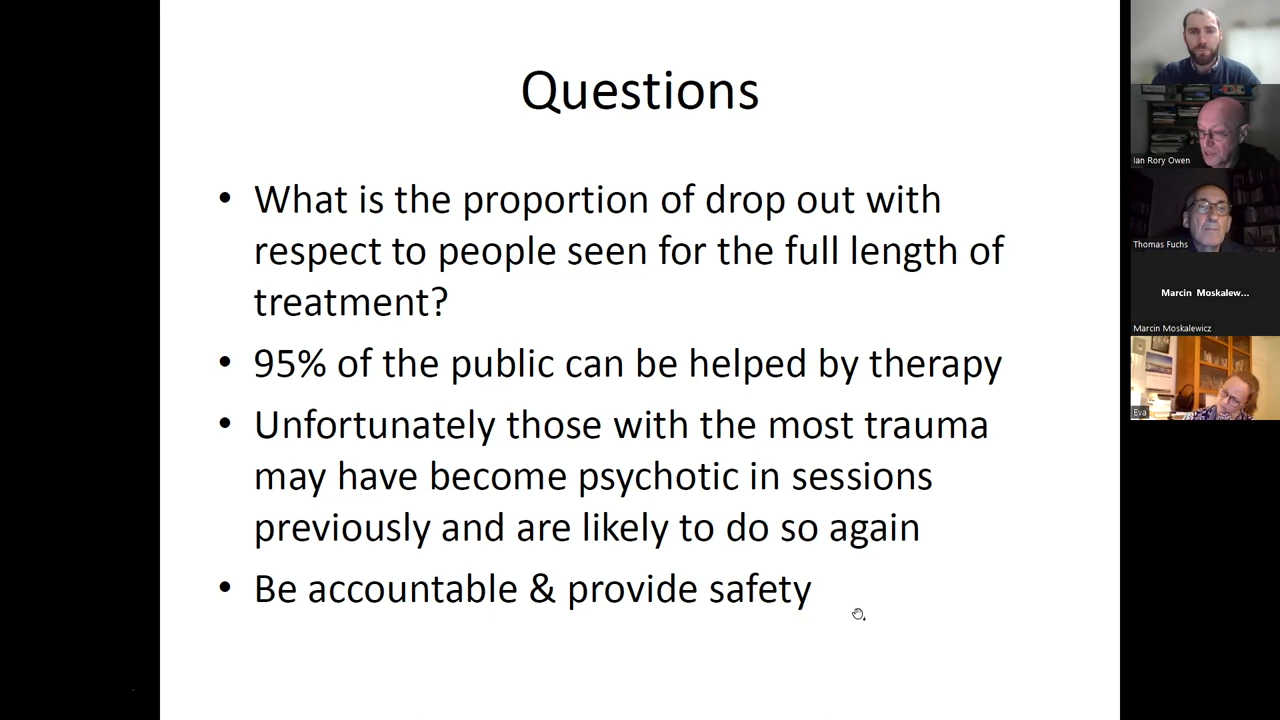 Questions
• What is the proportion of drop out with
respect to people seen for the full length of
treatment?
• 95% of the public can be helped by therapy
• Unfortunately those with the most trauma
may have become psychotic in sessions
previously and are likely to do so again
• Be accountable & provide safety
Ian Rory Owen
Thomas Fuchs
Marcin Moskalew...
Marcin Moskalewicz
Eva